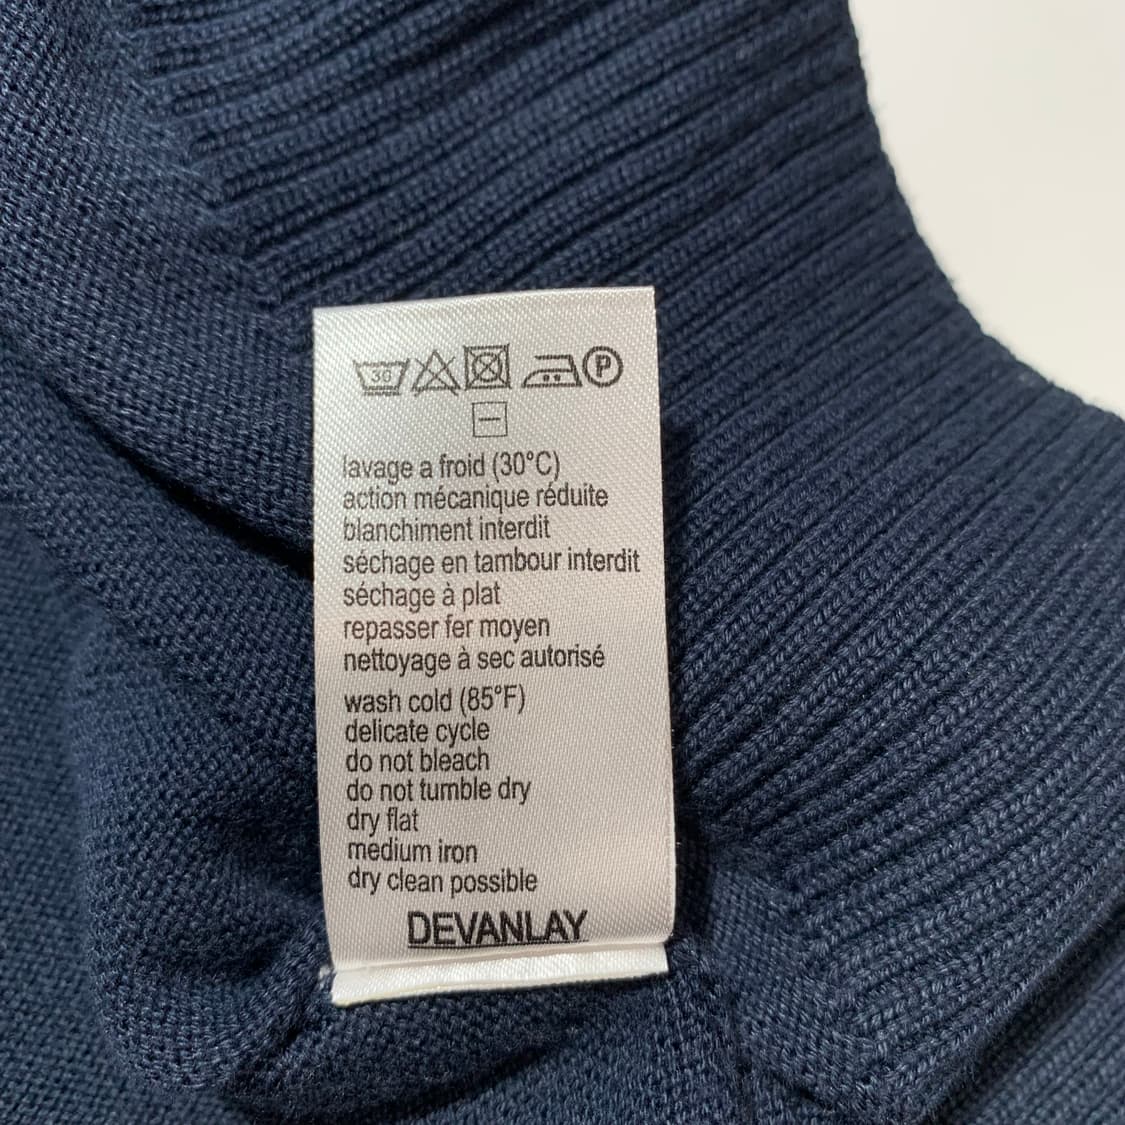 30 P
lavage a froid (30°C)
action mécanique réduite
blanchiment interdit
séchage en tambour interdit
séchage à plat
repasser fer moyen
nettoyage à sec autorisé
wash cold (85°F)
delicate cycle
do not bleach
do not tumble dry
dry flat
medium iron
dry clean possible
DEVANLAY